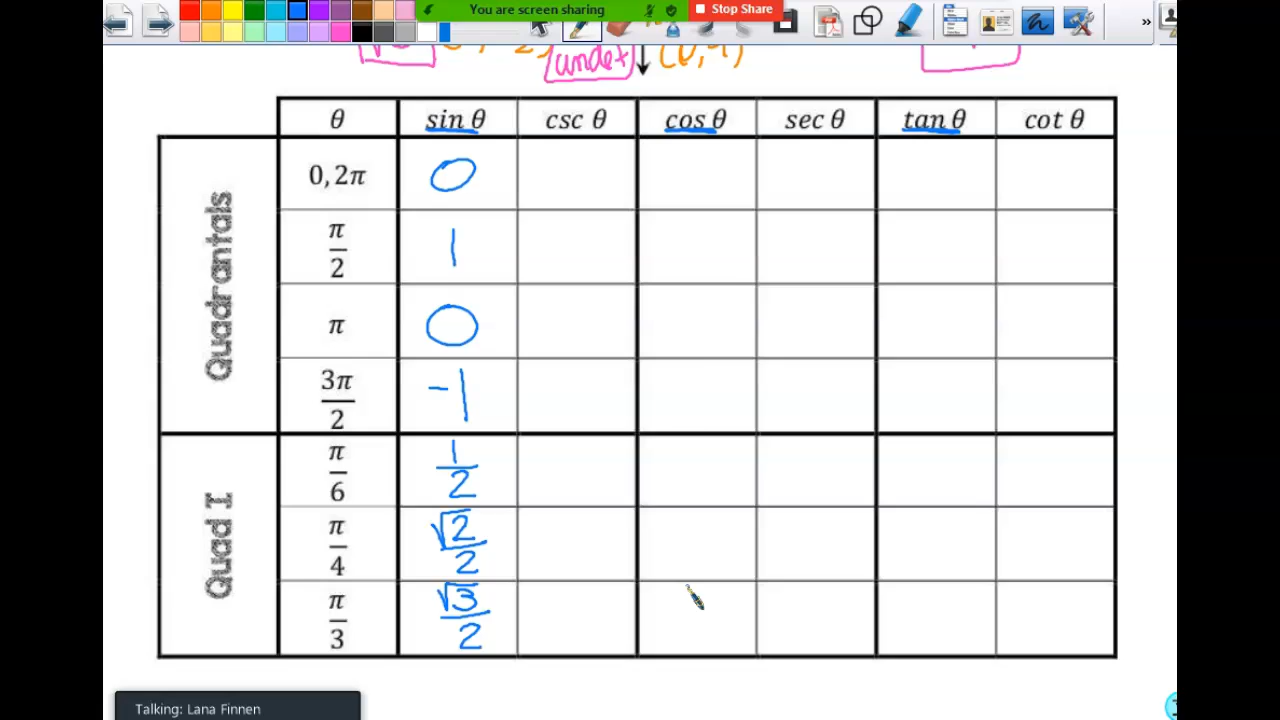 You are screen sharing
Stop Share
undef
θ sin θ csc θ cos θ sec θ tan θ cot θ
Quadrantals
0, 2π 0
π/2 1
π 0
3π/2 -1
Quad I
π/6 1/2
π/4 √2/2
π/3 √3/2
Talking: Lana Finnen